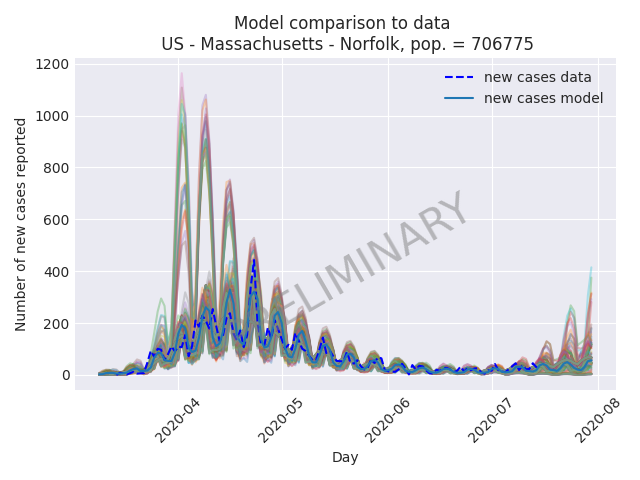 Model comparison to data
US - Massachusetts - Norfolk, pop. = 706775
new cases data
new cases model
Number of new cases reported
1200
1000
800
600
400
200
0
2020-04
2020-05
2020-06
2020-07
2020-08
Day